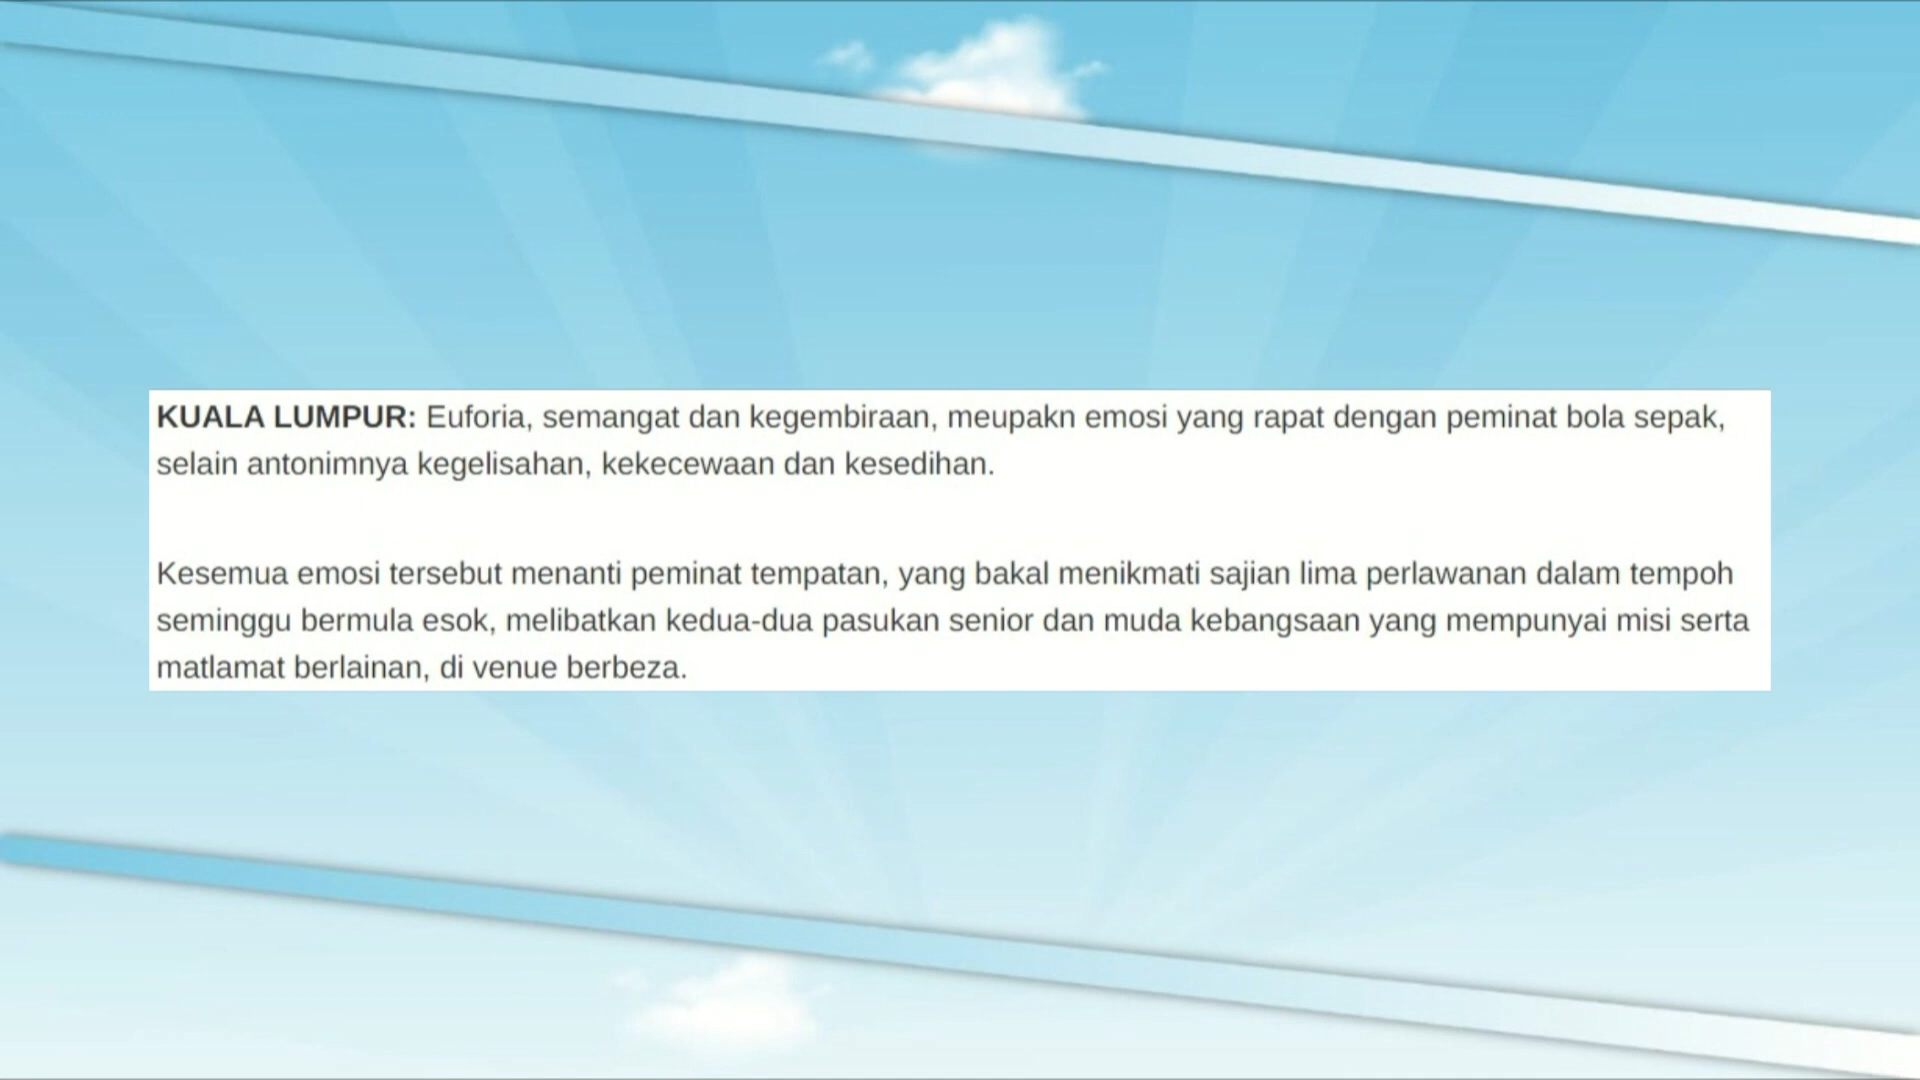 KUALA LUMPUR: Euforia, semangat dan kegembiraan, meupakn emosi yang rapat dengan peminat bola sepak,
selain antonimnya kegelisahan, kekecewaan dan kesedihan.
Kesemua emosi tersebut menanti peminat tempatan, yang bakal menikmati sajian lima perlawanan dalam tempoh
seminggu bermula esok, melibatkan kedua-dua pasukan senior dan muda kebangsaan yang mempunyai misi serta
matlamat berlainan, di venue berbeza.